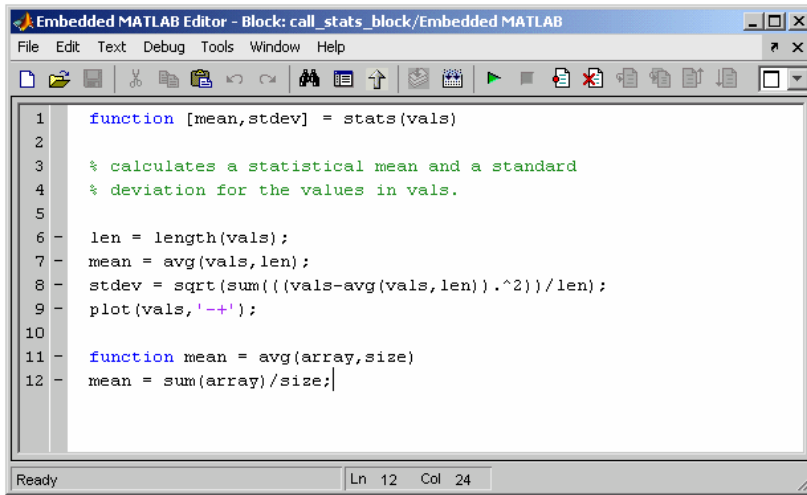 Embedded MATLAB Editor - Block: call_stats_block/Embedded MATLAB
File Edit Text Debug Tools Window Help
1 function [mean,stdev] = stats(vals)
2
3 % calculates a statistical mean and a standard
4 % deviation for the values in vals.
5
6 - len = length(vals);
7 - mean = avg(vals,len);
8 - stdev = sqrt(sum(((vals-avg(vals,len)).^2))/len);
9 - plot(vals,'-+');
10
11 - function mean = avg(array,size)
12 - mean = sum(array)/size;
Ready Ln 12 Col 24